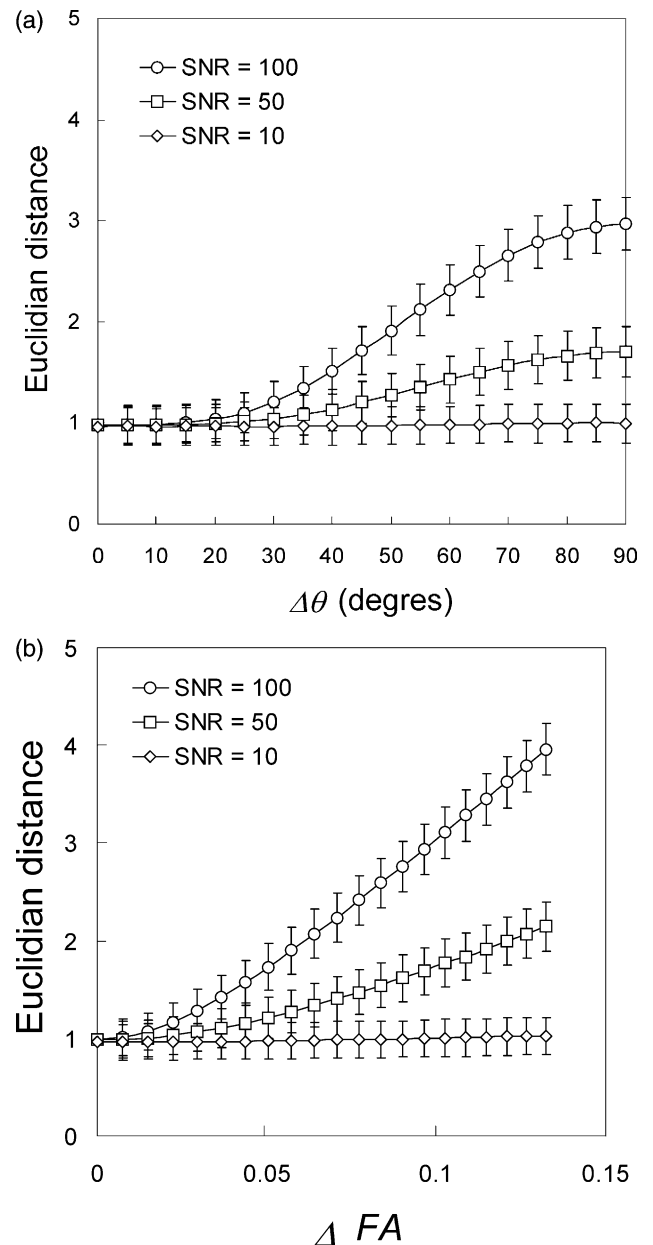 (a)
5
4
3
2
1
0
Euclidian distance
SNR = 100
SNR = 50
SNR = 10
0 10 20 30 40 50 60 70 80 90
Δθ (degres)
(b)
5
4
3
2
1
0
Euclidian distance
SNR = 100
SNR = 50
SNR = 10
0 0.05 0.1 0.15
Δ FA